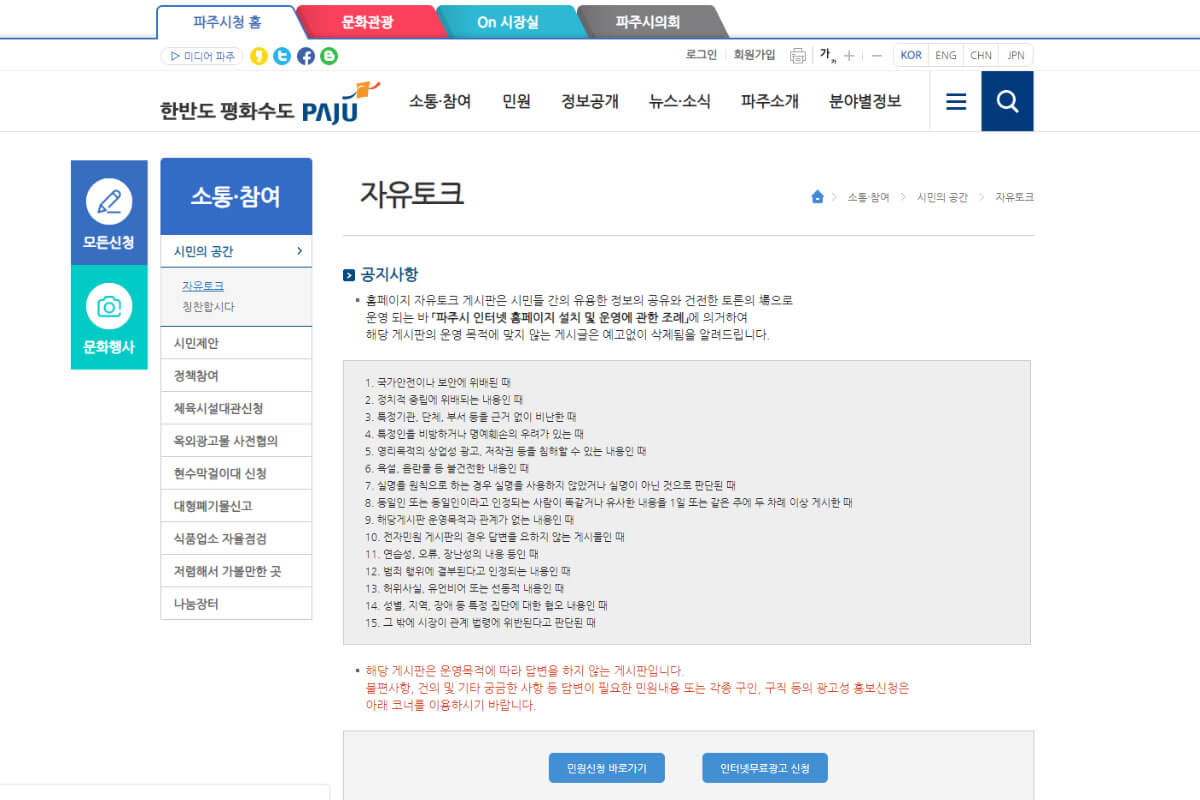 파주시청 홈
문화관광
On 시장실
파주시의회
▷ 미디어 파주
로그인
회원가입
가 가 + −
KOR ENG CHN JPN
한반도 평화수도 PAJU
소통·참여
민원
정보공개
뉴스·소식
파주소개
분야별정보
모든신청
문화행사
소통·참여
시민의 공간
자유토크
칭찬합시다
시민제안
정책참여
체육시설대관신청
옥외광고물 사전협의
현수막걸이대 신청
대형폐기물신고
식품업소 자율점검
저렴해서 가볼만한 곳
나눔장터
자유토크
소통·참여 > 시민의 공간 > 자유토크
공지사항
홈페이지 자유토크 게시판은 시민들 간의 유용한 정보의 공유와 건전한 토론의 場으로
운영 되는 바 「파주시 인터넷 홈페이지 설치 및 운영에 관한 조례」에 의거하여
해당 게시판의 운영 목적에 맞지 않는 게시글은 예고없이 삭제됨을 알려드립니다.
1. 국가안전이나 보안에 위배된 때
2. 정치적 중립에 위배되는 내용인 때
3. 특정기관, 단체, 부서 등을 근거 없이 비난한 때
4. 특정인을 비방하거나 명예훼손의 우려가 있는 때
5. 영리목적의 상업성 광고, 저작권 등을 침해할 수 있는 내용인 때
6. 욕설, 음란물 등 불건전한 내용인 때
7. 실명을 원칙으로 하는 경우 실명을 사용하지 않았거나 실명이 아닌 것으로 판단된 때
8. 동일인 또는 동일인이라고 인정되는 사람이 똑같거나 유사한 내용을 1일 또는 같은 주에 두 차례 이상 게시한 때
9. 해당게시판 운영목적과 관계가 없는 내용인 때
10. 전자민원 게시판의 경우 답변을 요하지 않는 게시물인 때
11. 연습성, 오류, 장난성의 내용 등인 때
12. 범죄 행위에 결부된다고 인정되는 내용인 때
13. 허위사실, 유언비어 또는 선동적 내용인 때
14. 성별, 지역, 장애 등 특정 집단에 대한 혐오 내용인 때
15. 그 밖에 시장이 관계 법령에 위반된다고 판단된 때
해당 게시판은 운영목적에 따라 답변을 하지 않는 게시판입니다.
불편사항, 건의 및 기타 궁금한 사항 등 답변이 필요한 민원내용 또는 각종 구인, 구직 등의 광고성 홍보신청은
아래 코너를 이용하시기 바랍니다.
민원신청 바로가기
인터넷무료광고 신청